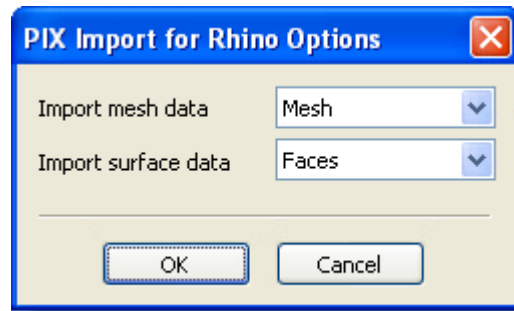 PIX Import for Rhino Options
Import mesh data Mesh
Import surface data Faces
OK Cancel